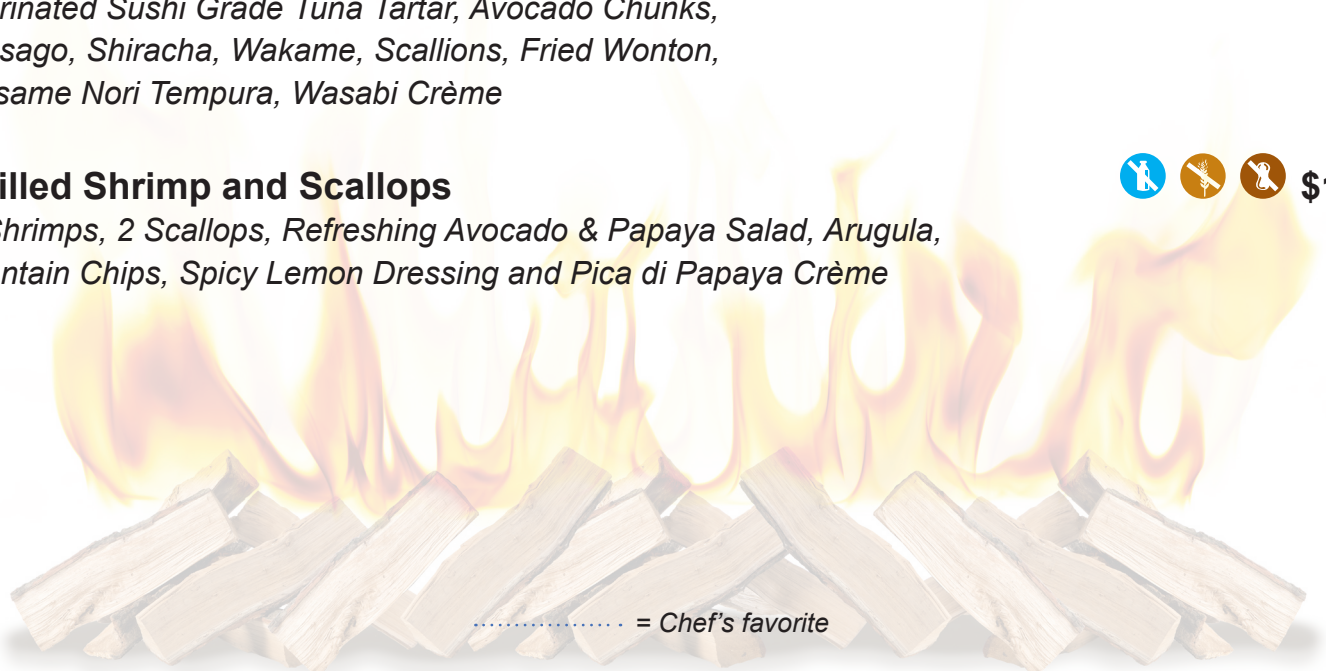 rinated Sushi Grade Tuna Tartar, Avocado Chunks,
sago, Shiracha, Wakame, Scallions, Fried Wonton,
same Nori Tempura, Wasabi Crème
illed Shrimp and Scallops $
Shrimps, 2 Scallops, Refreshing Avocado & Papaya Salad, Arugula,
ntain Chips, Spicy Lemon Dressing and Pica di Papaya Crème
= Chef's favorite